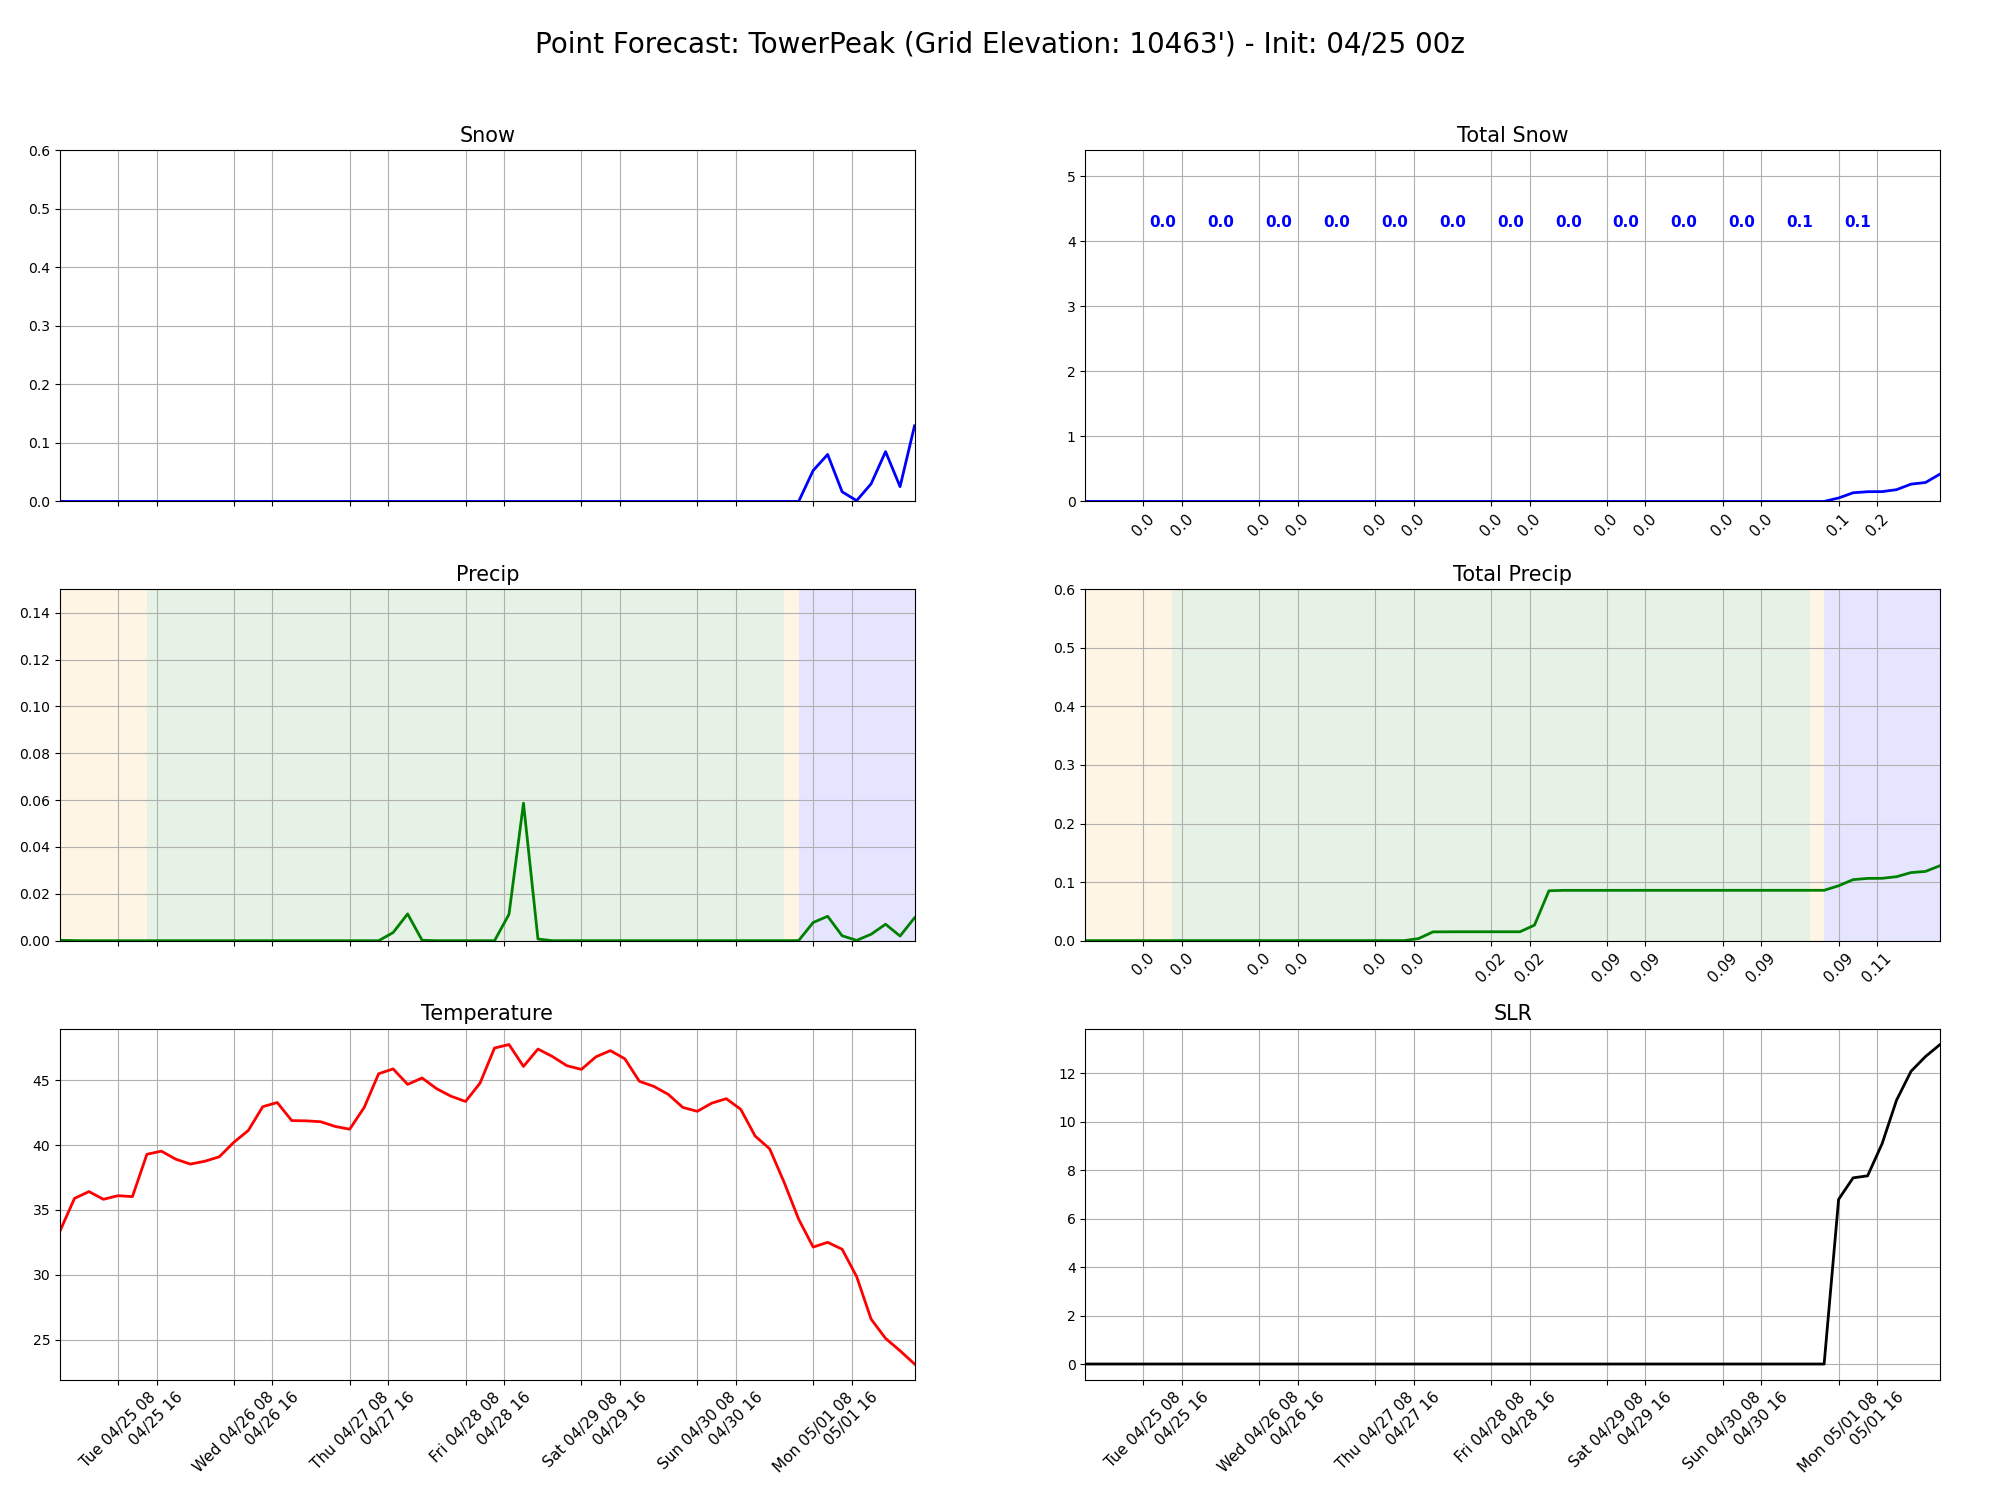 Point Forecast: TowerPeak (Grid Elevation: 10463') - Init: 04/25 00z
Snow
0.6
0.5
0.4
0.3
0.2
0.1
0.0
Total Snow
5
4
3
2
1
0
0.0 0.0 0.0 0.0 0.0 0.0 0.0 0.0 0.0 0.0 0.0 0.1 0.1
0.0 0.0 0.0 0.0 0.0 0.0 0.0 0.0 0.0 0.0 0.0 0.0 0.1 0.2
Precip
0.14
0.12
0.10
0.08
0.06
0.04
0.02
0.00
Total Precip
0.6
0.5
0.4
0.3
0.2
0.1
0.0
0.0 0.0 0.0 0.0 0.0 0.0 0.02 0.02 0.09 0.09 0.09 0.09 0.09 0.11
Temperature
45
40
35
30
25
Tue 04/25 08
04/25 16
Wed 04/26 08
04/26 16
Thu 04/27 08
04/27 16
Fri 04/28 08
04/28 16
Sat 04/29 08
04/29 16
Sun 04/30 08
04/30 16
Mon 05/01 08
05/01 16
SLR
12
10
8
6
4
2
0
Tue 04/25 08
04/25 16
Wed 04/26 08
04/26 16
Thu 04/27 08
04/27 16
Fri 04/28 08
04/28 16
Sat 04/29 08
04/29 16
Sun 04/30 08
04/30 16
Mon 05/01 08
05/01 16